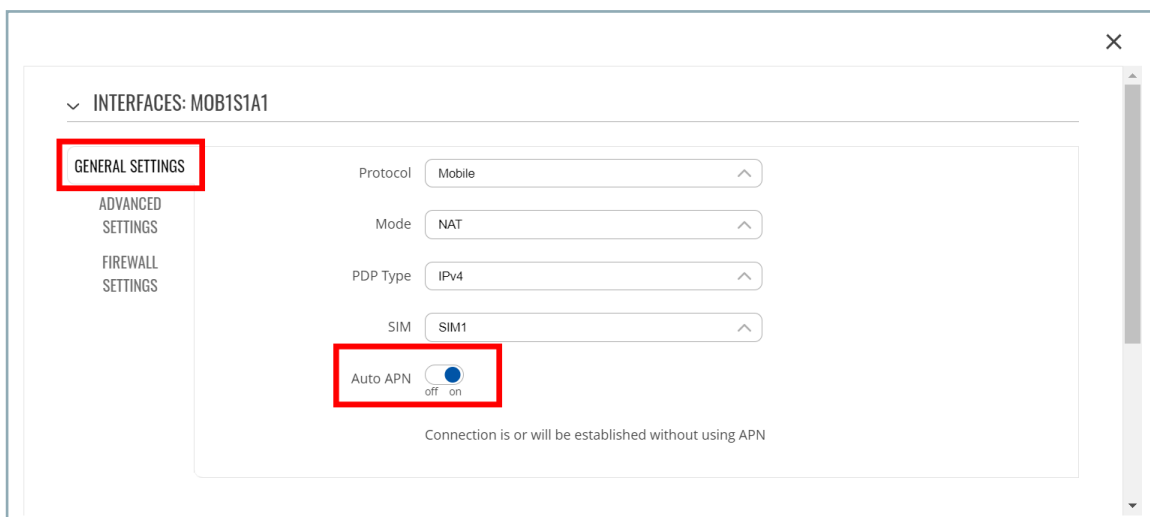 INTERFACES: MOB1S1A1
GENERAL SETTINGS
ADVANCED
SETTINGS
FIREWALL
SETTINGS
Protocol Mobile
Mode NAT
PDP Type IPv4
SIM SIM1
Auto APN
off on
Connection is or will be established without using APN